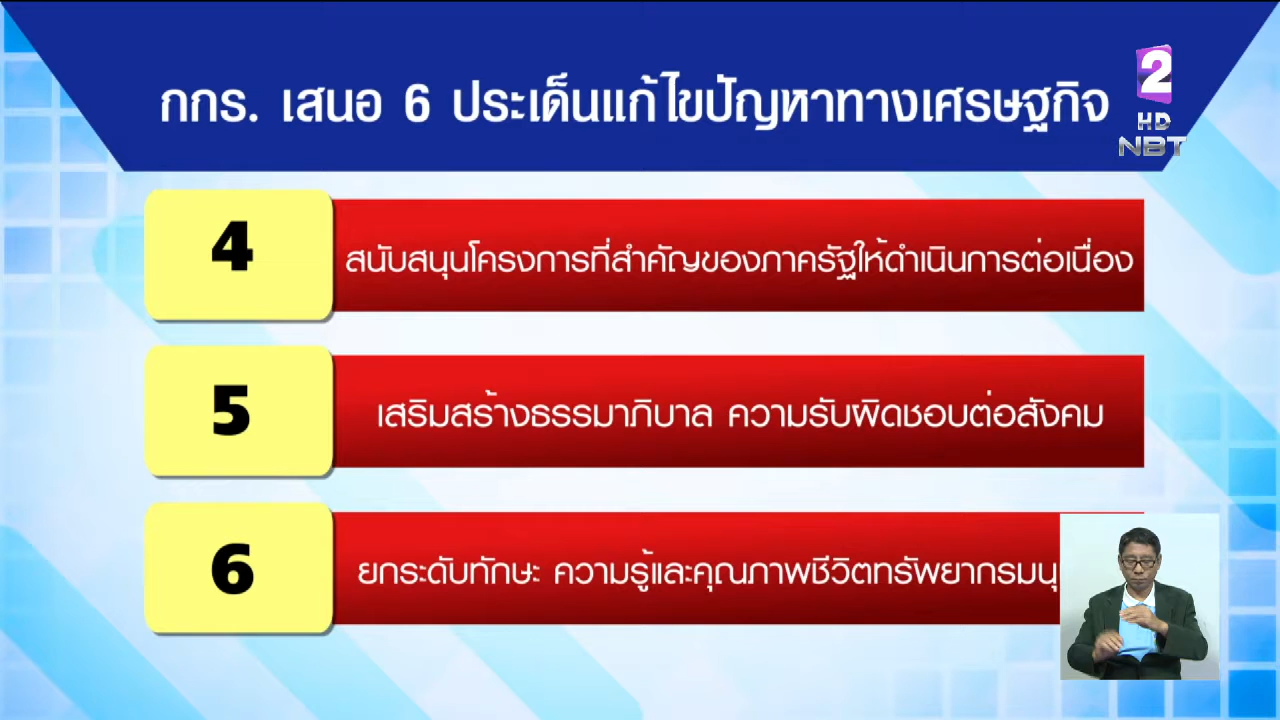 กกร. เสนอ 6 ประเด็นแก้ไขปัญหาทางเศรษฐกิจ
2
HD
NBT
4
สนับสนุนโครงการที่สำคัญของภาครัฐให้ดำเนินการต่อเนื่อง
5
เสริมสร้างธรรมาภิบาล ความรับผิดชอบต่อสังคม
6
ยกระดับทักษะ ความรู้และคุณภาพชีวิตทรัพยากรมนุ